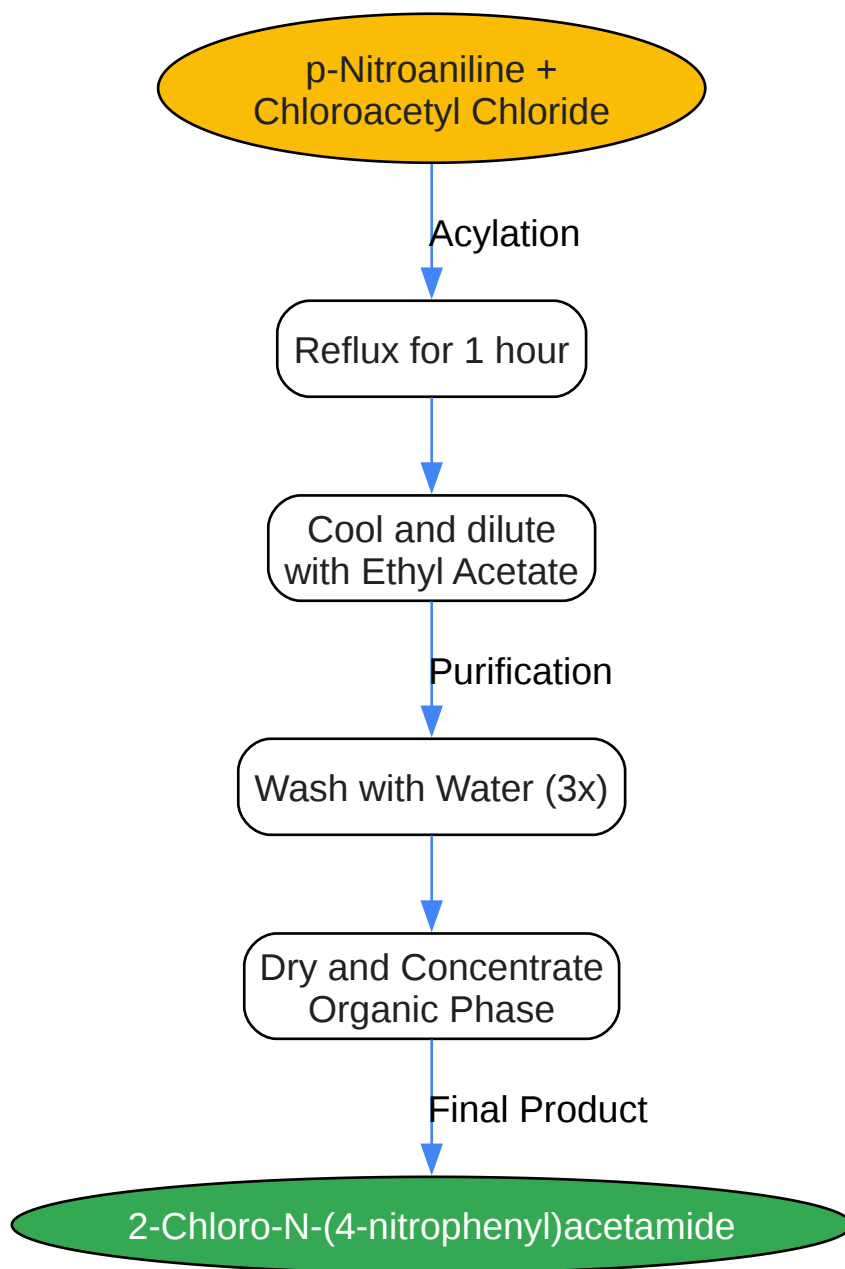 p-Nitroaniline +
Chloroacetyl Chloride
Acylation
Reflux for 1 hour
Cool and dilute
with Ethyl Acetate
Purification
Wash with Water (3x)
Dry and Concentrate
Organic Phase
Final Product
2-Chloro-N-(4-nitrophenyl)acetamide